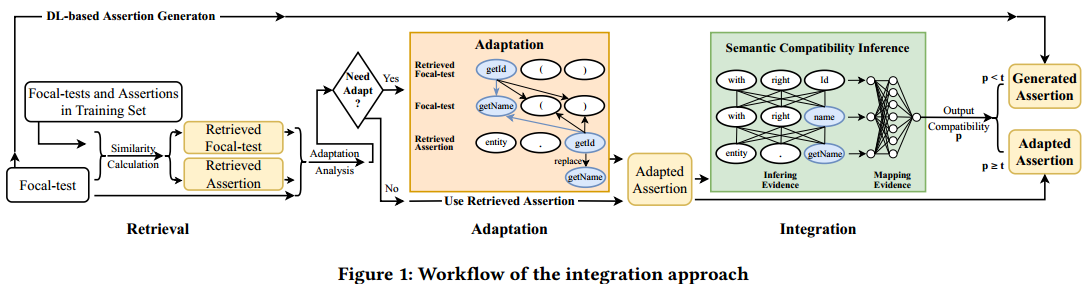 DL-based Assertion Generaton
Focal-tests and Assertions
in Training Set
Focal-test
Similarity
Calculation
Retrieved
Focal-test
Retrieved
Assertion
Adaptation
Analysis
Need
Adapt
?
Yes
No
Adaptation
Retrieved
Focal-test
getId
(
)
Focal-test
getName
(
)
Retrieved
Assertion
entity
.
getId
replace
getName
Use Retrieved Assertion
Adapted
Assertion
Semantic Compatibility Inference
with
right
Id
with
right
name
entity
.
getName
Infering
Evidence
Mapping
Evidence
Output
Compatibility
p
p < t
p ≥ t
Generated
Assertion
Adapted
Assertion
Retrieval
Adaptation
Integration
Figure 1: Workflow of the integration approach